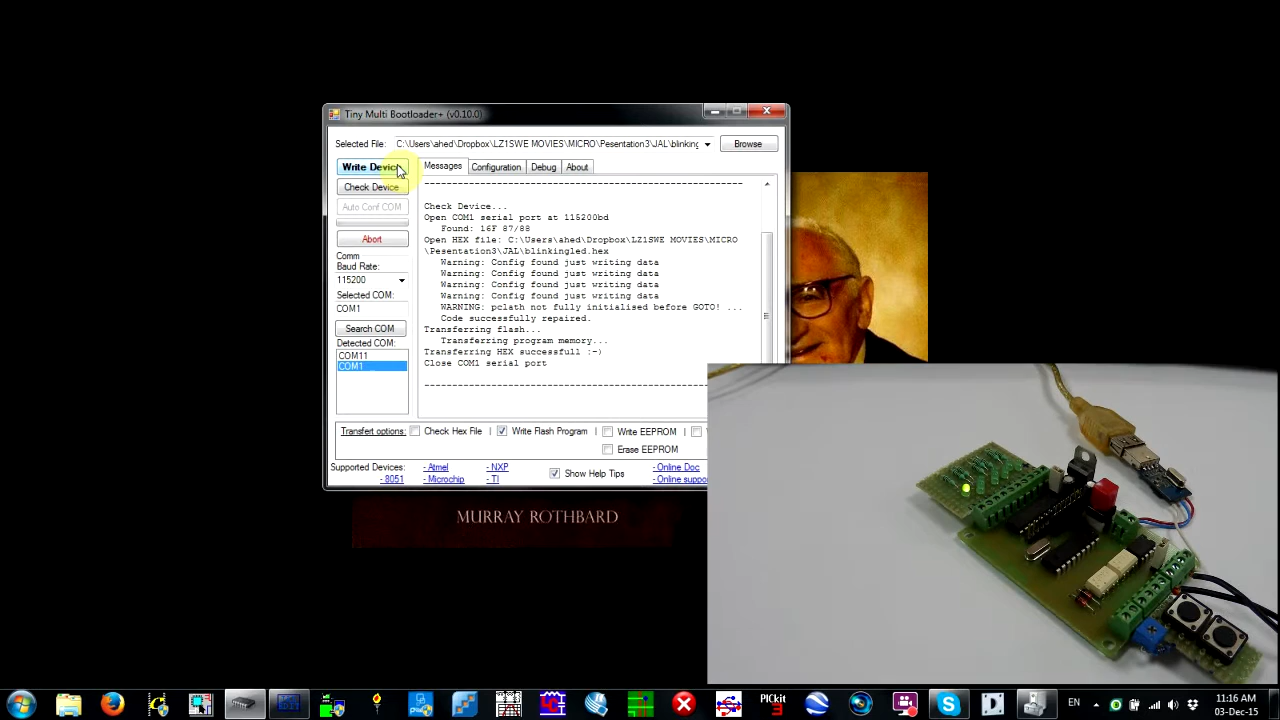 Tiny Multi Bootloader+ (v0.10.0)
Selected File: C:\Users\ahed\Dropbox\LZ1SWE MOVIES\MICRO\Pesentation3\JAL\blinking Browse
Write Device
Check Device
Auto Conf COM
Abort
Comm
Baud Rate:
115200
Selected COM:
COM1
Search COM
Detected COM:
COM11
COM1
Messages Configuration Debug About
Check Device...
Open COM1 serial port at 115200bd
Found: 16F 87/88
Open HEX file: C:\Users\ahed\Dropbox\LZ1SWE MOVIES\MICRO
\Pesentation3\JAL\blinkingled.hex
Warning: Config found just writing data
Warning: Config found just writing data
Warning: Config found just writing data
Warning: Config found just writing data
WARNING: pclath not fully initialised before GOTO! ...
Code successfully repaired.
Transferring flash...
Transferring program memory...
Transferring HEX successfull :-)
Close COM1 serial port
Transfert options: Check Hex File | Write Flash Program | Write EEPROM |
Erase EEPROM
Supported Devices: - Atmel - NXP Show Help Tips - Online Doc
- 8051 - Microchip - TI - Online suppo
MURRAY ROTHBARD
PICkit
3
EN
11:16 AM
03-Dec-15